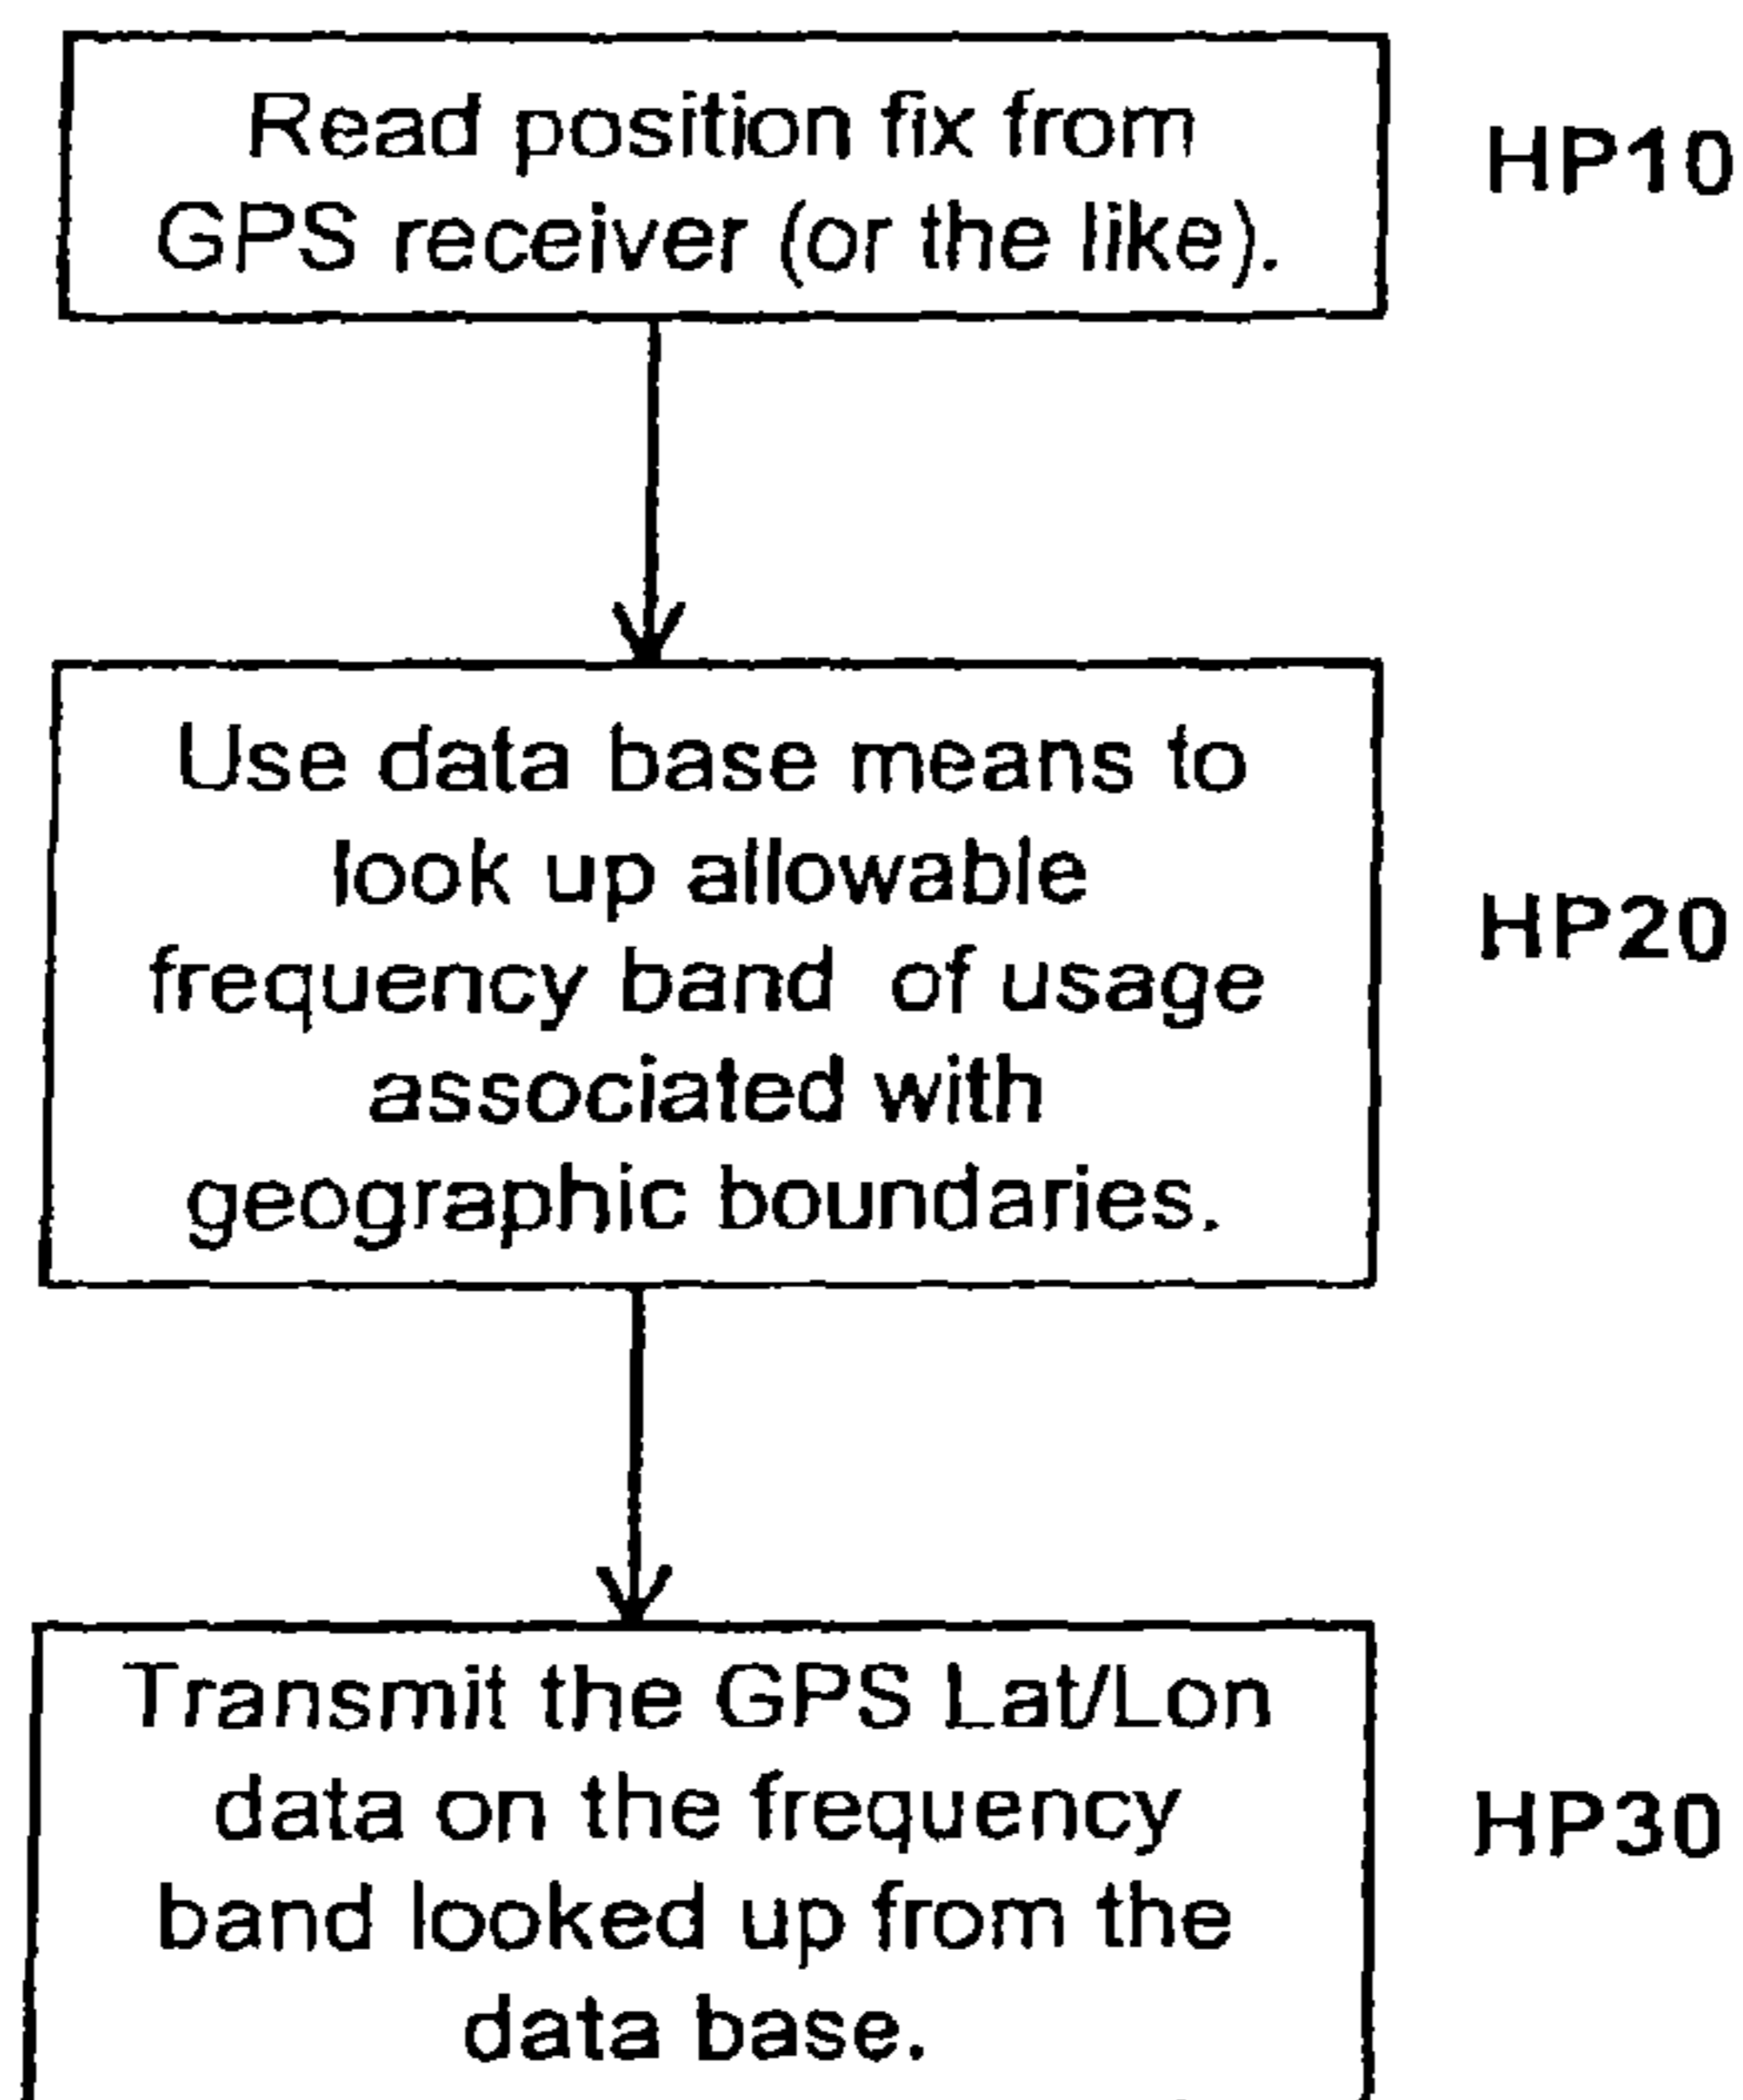 Read position fix from
GPS receiver (or the like).
HP10
Use data base means to
look up allowable
frequency band of usage
associated with
geographic boundaries.
HP20
Transmit the GPS Lat/Lon
data on the frequency
band looked up from the
data base.
HP30